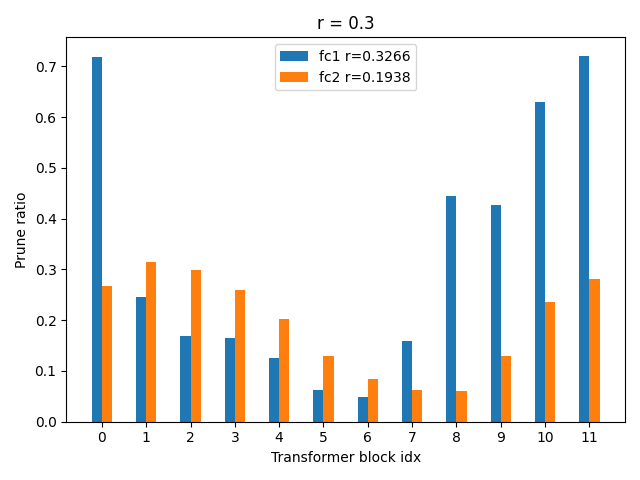 r = 0.3
fc1 r=0.3266
fc2 r=0.1938
Prune ratio
0.7
0.6
0.5
0.4
0.3
0.2
0.1
0.0
0 1 2 3 4 5 6 7 8 9 10 11
Transformer block idx